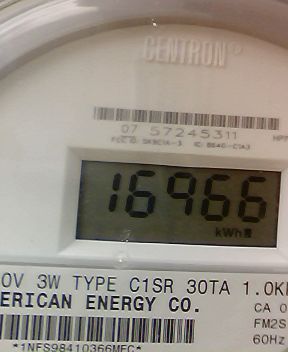 CENTRON®
07 57245311
16966
kWh
0V 3W TYPE C1SR 30TA 1.0K
ERICAN ENERGY CO.
CA 0
FM2S
60Hz
*1NFS98410366MEC*